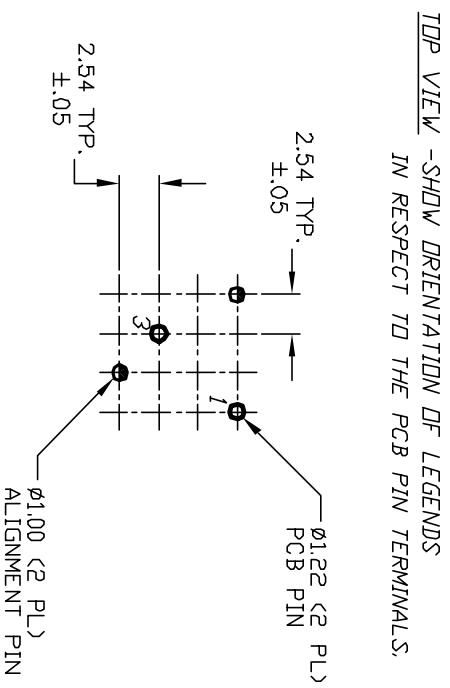 TOP VIEW -SHOW ORIENTATION OF LEGENDS
IN RESPECT TO THE PCB PIN TERMINALS.
2.54 TYP.
±.05
2.54 TYP.
±.05
3
1
Ø1.22 (2 PL)
PCB PIN
Ø1.00 (2 PL)
ALIGNMENT PIN